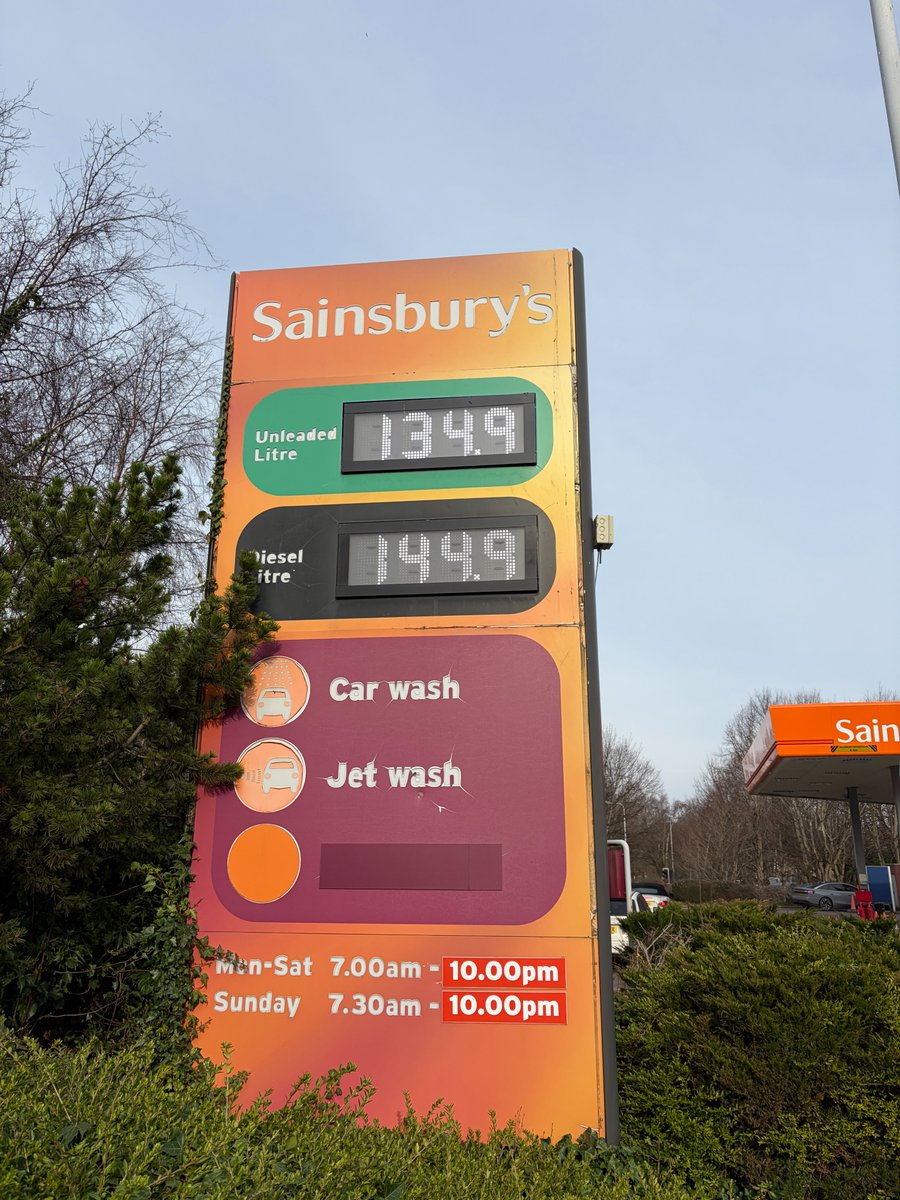 Sainsbury's
Unleaded
Litre
134.9
Diesel
Litre
144.9
Car wash
Jet wash
Mon-Sat 7.00am - 10.00pm
Sunday 7.30am - 10.00pm
Sain